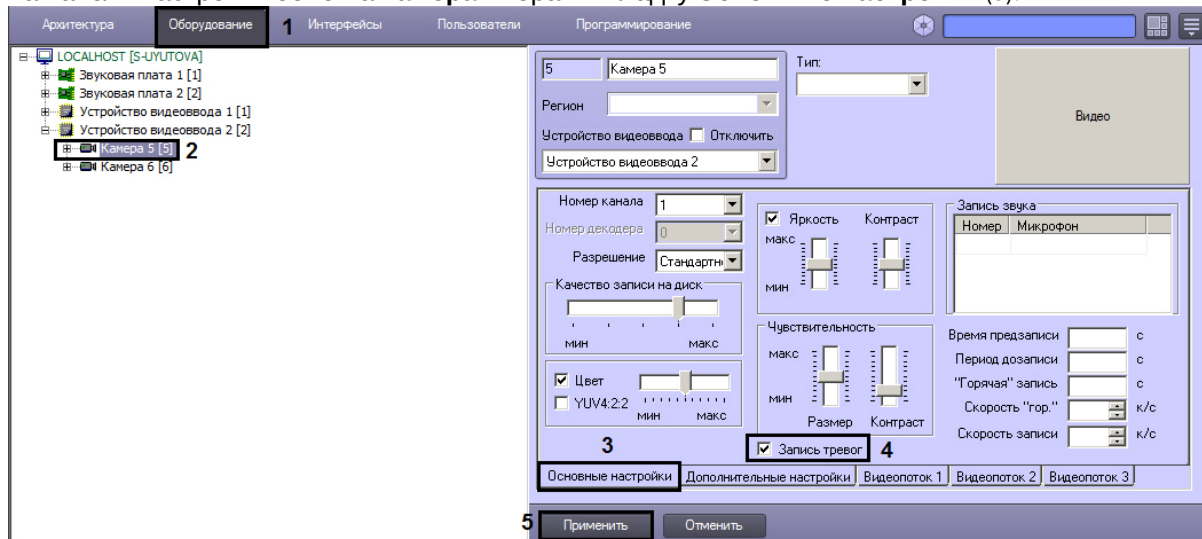 Архитектура Оборудование 1 Интерфейсы Пользователи Программирование
LOCALHOST [S-UYUTOVA]
Звуковая плата 1 [1]
Звуковая плата 2 [2]
Устройство видеоввода 1 [1]
Устройство видеоввода 2 [2]
Камера 5 [5] 2
Камера 6 [6]
5 Камера 5
Тип:
Регион
Устройство видеоввода Отключить
Устройство видеоввода 2
Видео
Номер канала 1
Номер декодера 0
Разрешение Стандартн
Качество записи на диск
мин макс
Цвет
YUV4:2:2
мин макс
3
Яркость Контраст
макс
мин
Чувствительность
макс
мин
Размер Контраст
Запись тревог 4
Запись звука
Номер Микрофон
Время предзаписи с
Период дозаписи с
"Горячая" запись с
Скорость "гор." к/с
Скорость записи к/с
Основные настройки Дополнительные настройки Видеопоток 1 Видеопоток 2 Видеопоток 3
5 Применить Отменить